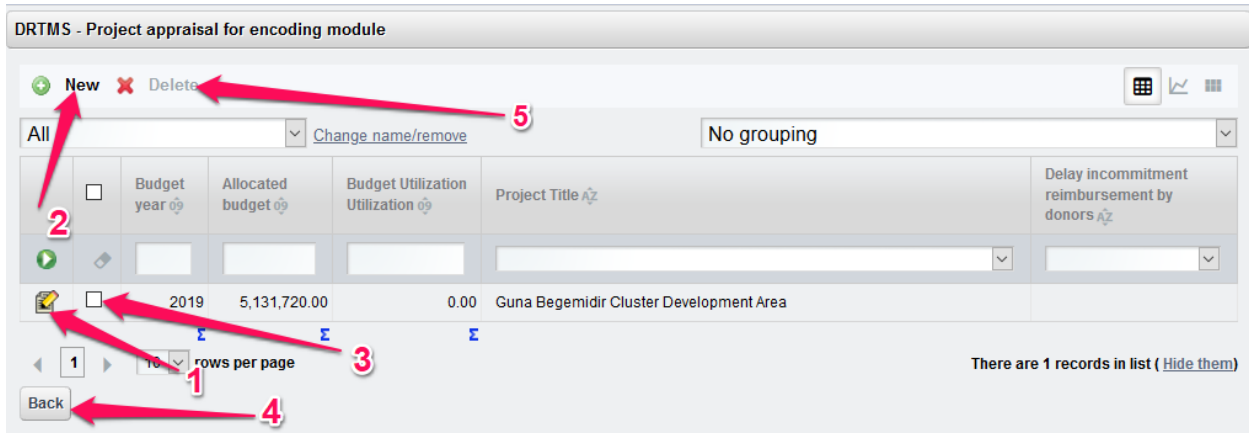 DRTMS - Project appraisal for encoding module
New Delete
5
All Change name/remove No grouping
Budget year Allocated budget Budget Utilization Utilization Project Title Delay incommitment reimbursement by donors
2
2019 5,131,720.00 0.00 Guna Begemidir Cluster Development Area
Σ Σ Σ
3
1 10 rows per page There are 1 records in list ( Hide them)
1
Back
4